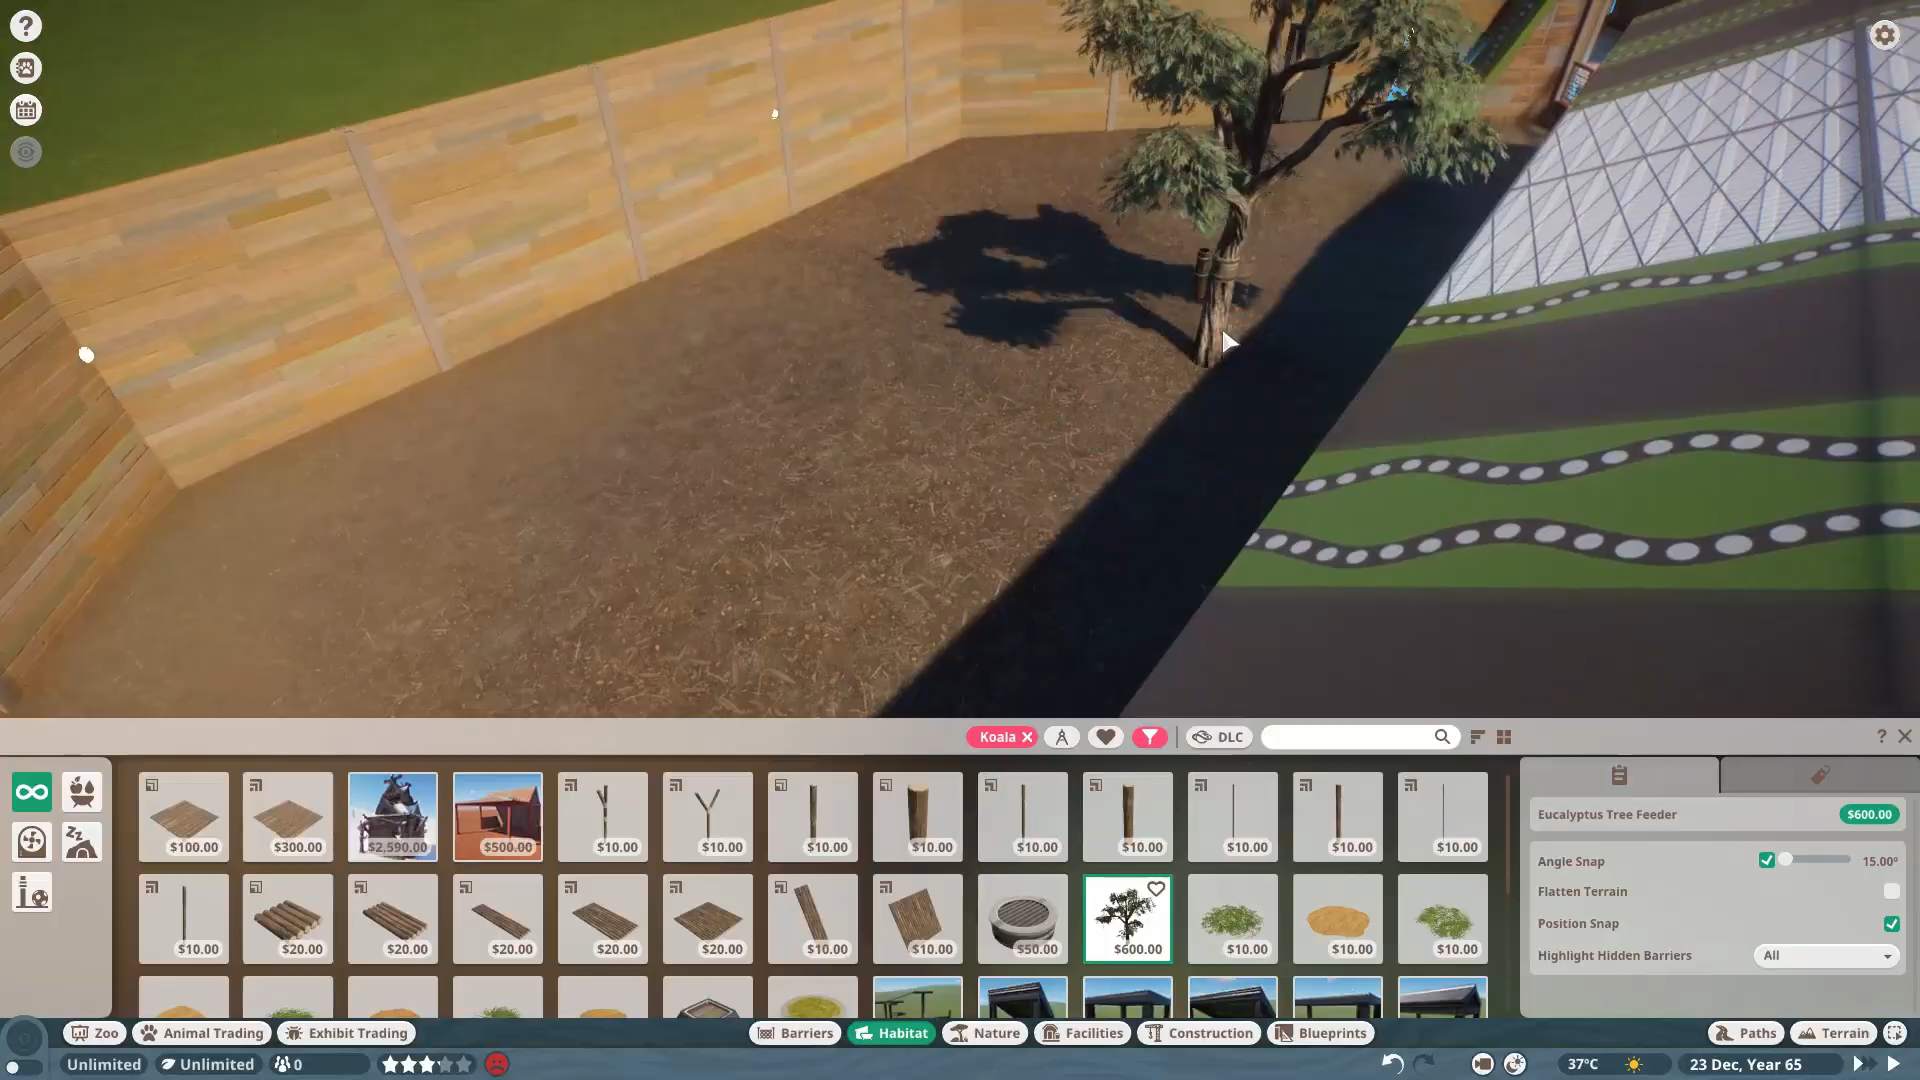 Koala
DLC
$100.00 $300.00 $2,590.00 $500.00 $10.00 $10.00 $10.00 $10.00 $10.00 $10.00 $10.00 $10.00 $10.00
$10.00 $20.00 $20.00 $20.00 $20.00 $20.00 $10.00 $10.00 $50.00 $600.00 $10.00 $10.00 $10.00
Eucalyptus Tree Feeder $600.00
Angle Snap 15.00°
Flatten Terrain
Position Snap
Highlight Hidden Barriers All
Zoo Animal Trading Exhibit Trading Barriers Habitat Nature Facilities Construction Blueprints Paths Terrain
Unlimited Unlimited 0 37°C 23 Dec, Year 65